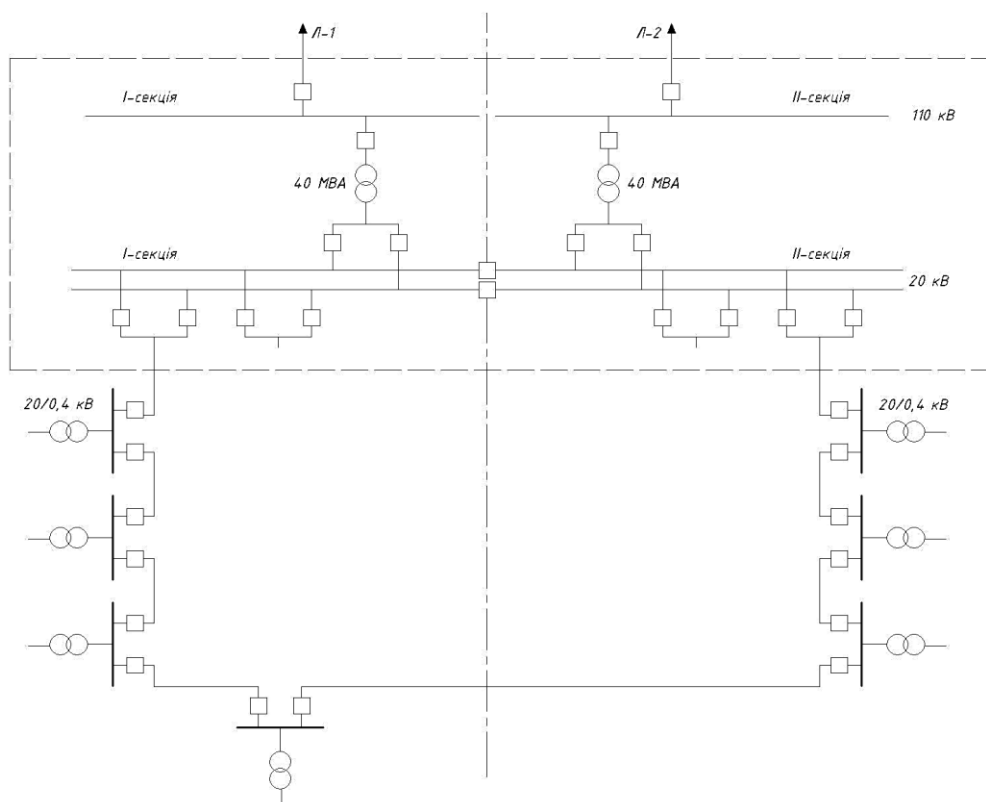 Л-1
Л-2
І-секція
ІІ-секція
110 кВ
40 МВА
40 МВА
І-секція
ІІ-секція
20 кВ
20/0,4 кВ
20/0,4 кВ